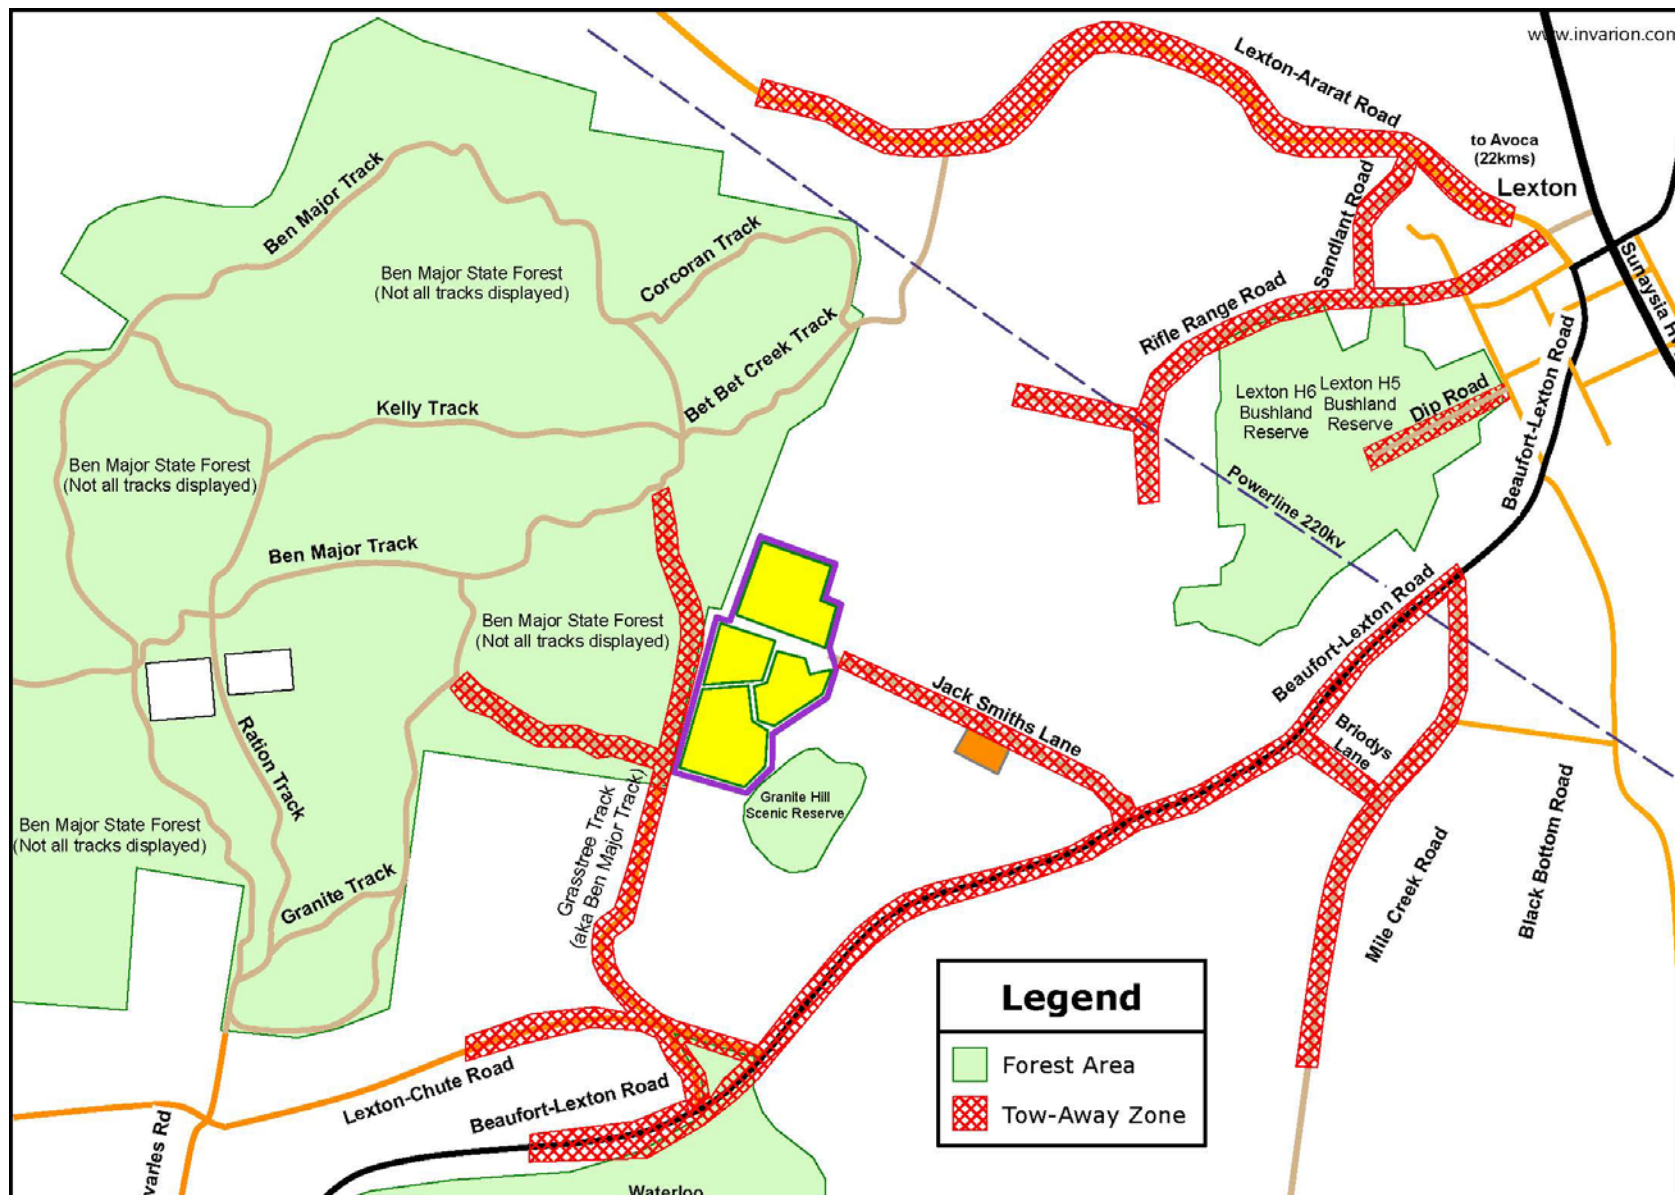 www.invarion.com
Lexton-Ararat Road
to Avoca
(22kms)
Lexton
Ben Major Track
Sandlant Road
Corcoran Track
Ben Major State Forest
(Not all tracks displayed)
Sunaysia H
Rifle Range Road
Bet Bet Creek Track
Beaufort-Lexton Road
Kelly Track
Lexton H6
Bushland
Reserve
Lexton H5
Bushland
Reserve
Dip Road
Ben Major State Forest
(Not all tracks displayed)
Powerline 220kv
Ben Major Track
Ben Major State Forest
(Not all tracks displayed)
Beaufort-Lexton Road
Jack Smiths Lane
Briodys
Lane
Ration Track
Granite Hill
Scenic Reserve
Grasstree Track
(aka Ben Major Track)
Black Bottom Road
Ben Major State Forest
(Not all tracks displayed)
Mile Creek Road
Granite Track
Legend
Forest Area
Tow-Away Zone
Lexton-Chute Road
Beaufort-Lexton Road
varles Rd
Waterloo